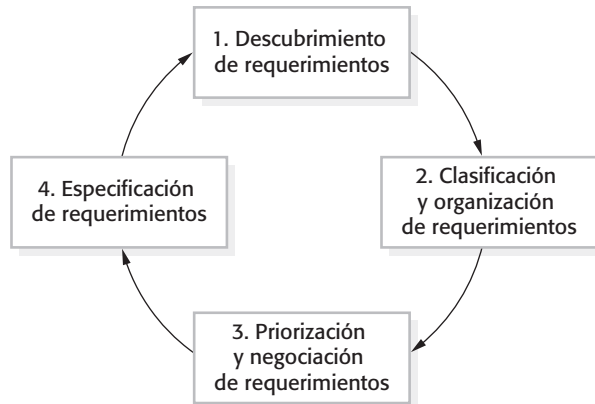 1. Descubrimiento
de requerimientos
2. Clasificación
y organización
de requerimientos
3. Priorización
y negociación
de requerimientos
4. Especificación
de requerimientos